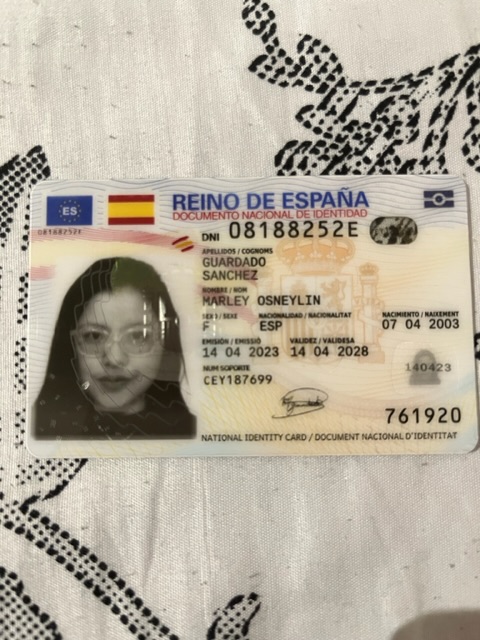 ES
REINO DE ESPAÑA
DOCUMENTO NACIONAL DE IDENTIDAD
08188252E
DNI 08188252E
APELLIDOS / COGNOMS
GUARDADO
SANCHEZ
NOMBRE / NOM
MARLEY OSNEYLIN
SEXO / SEXE NACIONALIDAD / NACIONALITAT NACIMIENTO / NAIXEMENT
F ESP 07 04 2003
EMISIÓN / EMISSIÓ VALIDEZ / VALIDESA
14 04 2023 14 04 2028
NUM SOPORTE
CEY187699
140423
761920
NATIONAL IDENTITY CARD / DOCUMENT NACIONAL D'IDENTITAT